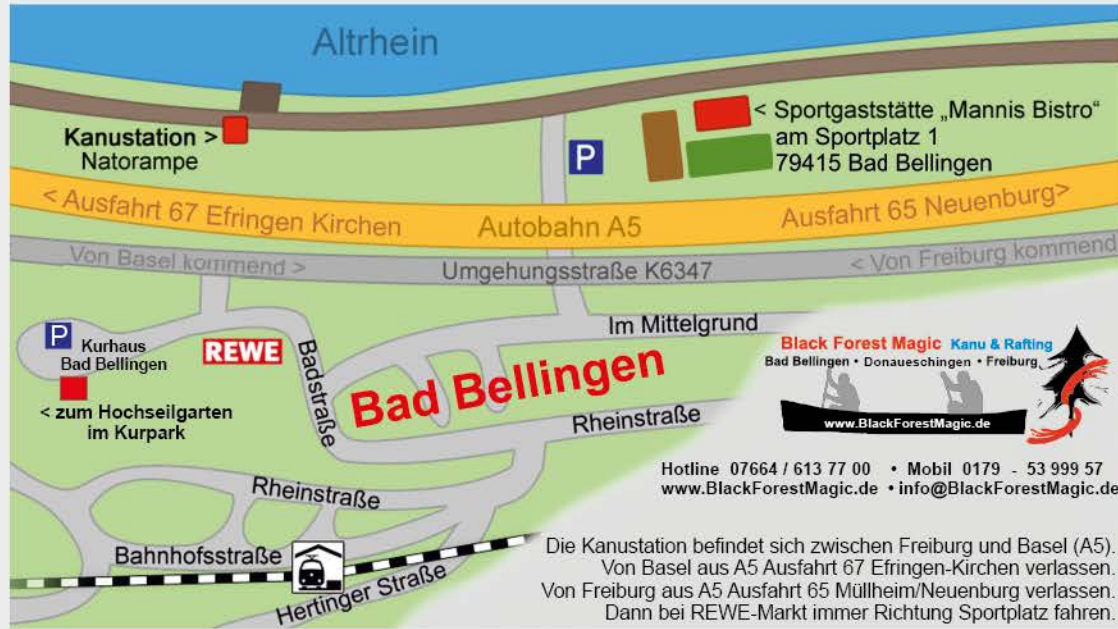 Altrhein
Kanustation >
Natorampe
P
< Sportgaststätte „Mannis Bistro“
am Sportplatz 1
79415 Bad Bellingen
< Ausfahrt 67 Efringen Kirchen
Autobahn A5
Ausfahrt 65 Neuenburg>
Von Basel kommend >
Umgehungsstraße K6347
< Von Freiburg kommend
P
Kurhaus
Bad Bellingen
< zum Hochseilgarten
im Kurpark
REWE
Badstraße
Im Mittelgrund
Bad Bellingen
Rheinstraße
Black Forest Magic Kanu & Rafting
Bad Bellingen • Donaueschingen • Freiburg
www.BlackForestMagic.de
Rheinstraße
Bahnhofsstraße
Hertinger Straße
Hotline 07664 / 613 77 00 • Mobil 0179 - 53 999 57
www.BlackForestMagic.de • info@BlackForestMagic.de
Die Kanustation befindet sich zwischen Freiburg und Basel (A5).
Von Basel aus A5 Ausfahrt 67 Efringen-Kirchen verlassen.
Von Freiburg aus A5 Ausfahrt 65 Müllheim/Neuenburg verlassen.
Dann bei REWE-Markt immer Richtung Sportplatz fahren.